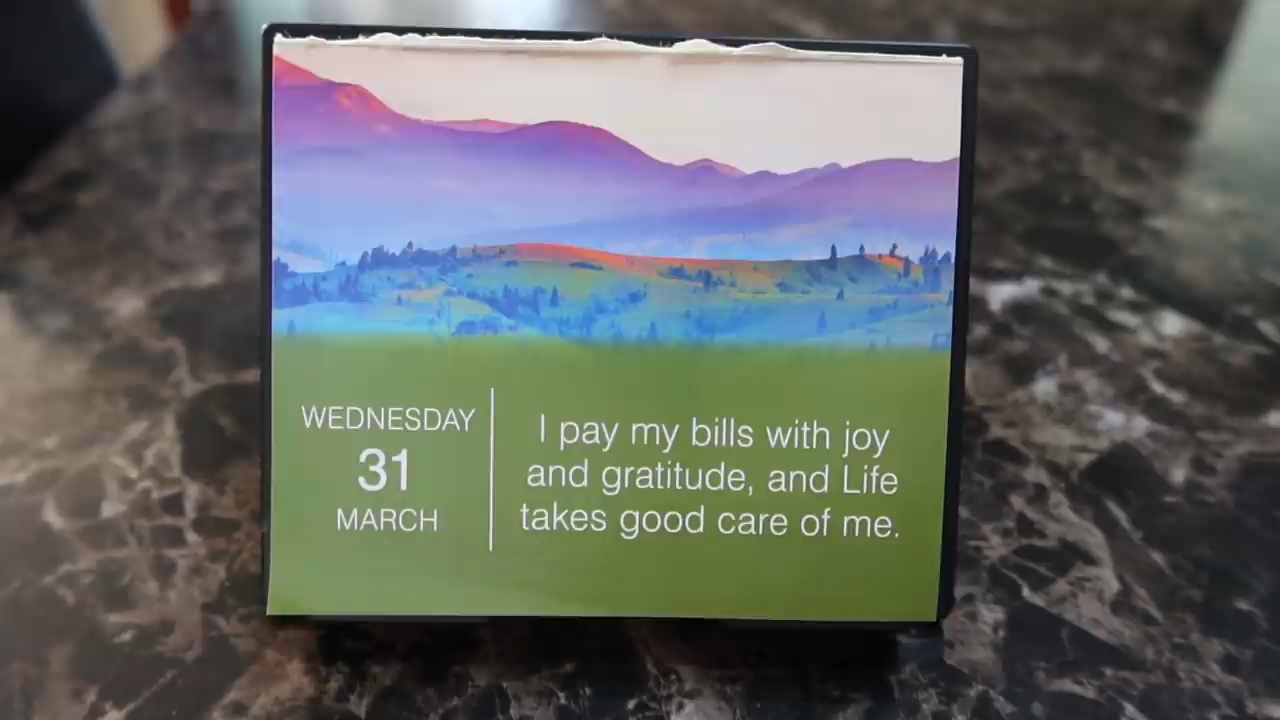 WEDNESDAY
31
MARCH
I pay my bills with joy
and gratitude, and Life
takes good care of me.